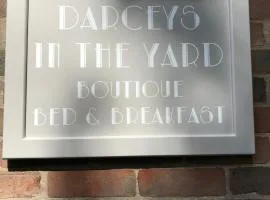 DARCEYS
IN THE YARD
BOUTIQUE
BED & BREAKFAST